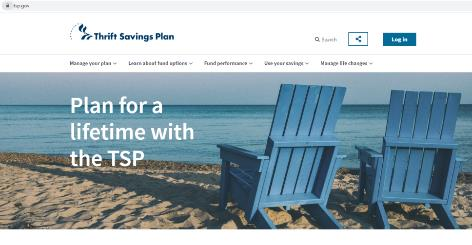 tsp.gov
Thrift Savings Plan
Search
Log in
Manage your plan Learn about fund options Fund performance Use your savings Manage life changes
Plan for a
lifetime with
the TSP